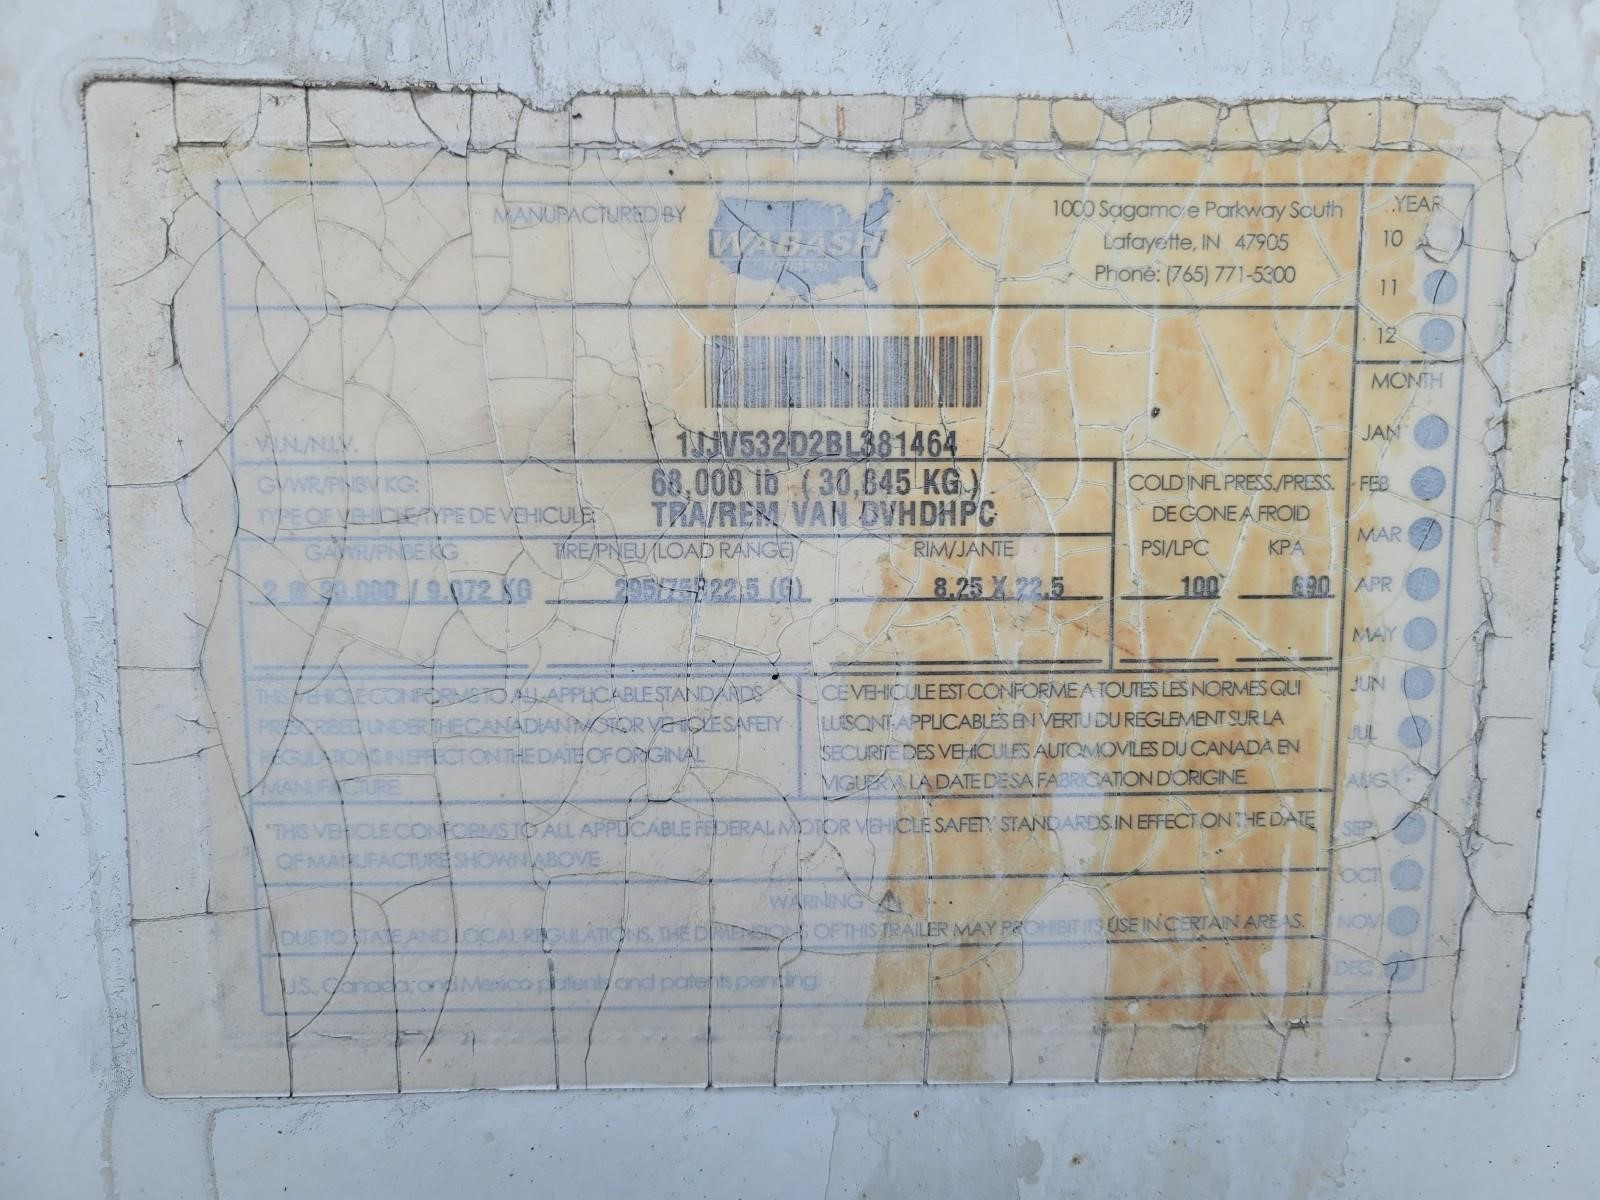 MANUFACTURED BY
WABASH
NATIONAL
1000 Sagamore Parkway South
Lafayette, IN 47905
Phone: (765) 771-5300
V.I.N./N.I.V.
1JJV532D2BL381464
GVWR/PNBV KG: 68,000 lb ( 30,845 KG )
TYPE OF VEHICLE/TYPE DE VEHICULE: TRA/REM VAN DVHDHPC
COLD INFL PRESS./PRESS.
DE GONE A FROID
GAWR/PNBE KG TIRE/PNEU (LOAD RANGE) RIM/JANTE PSI/LPC KPA
2 @ 20,000 / 9,072 KG 295/75R22.5 (G) 8.25 X 22.5 100 690
THIS VEHICLE CONFORMS TO ALL APPLICABLE STANDARDS
PRESCRIBED UNDER THE CANADIAN MOTOR VEHICLE SAFETY
REGULATIONS IN EFFECT ON THE DATE OF ORIGINAL
MANUFACTURE
CE VEHICULE EST CONFORME A TOUTES LES NORMES QUI
LUI SONT APPLICABLES EN VERTU DU REGLEMENT SUR LA
SECURITE DES VEHICULES AUTOMOVILES DU CANADA EN
VIGUER A LA DATE DE SA FABRICATION D'ORIGINE.
THIS VEHICLE CONFORMS TO ALL APPLICABLE FEDERAL MOTOR VEHICLE SAFETY STANDARDS IN EFFECT ON THE DATE
OF MANUFACTURE SHOWN ABOVE
WARNING
DUE TO STATE AND LOCAL REGULATIONS, THE DIMENSIONS OF THIS TRAILER MAY PROHIBIT ITS USE IN CERTAIN AREAS.
U.S., Canada, and Mexico patents and patents pending.
YEAR
10
11
12
MONTH
JAN
FEB
MAR
APR
MAY
JUN
JUL
AUG
SEP
OCT
NOV
DEC